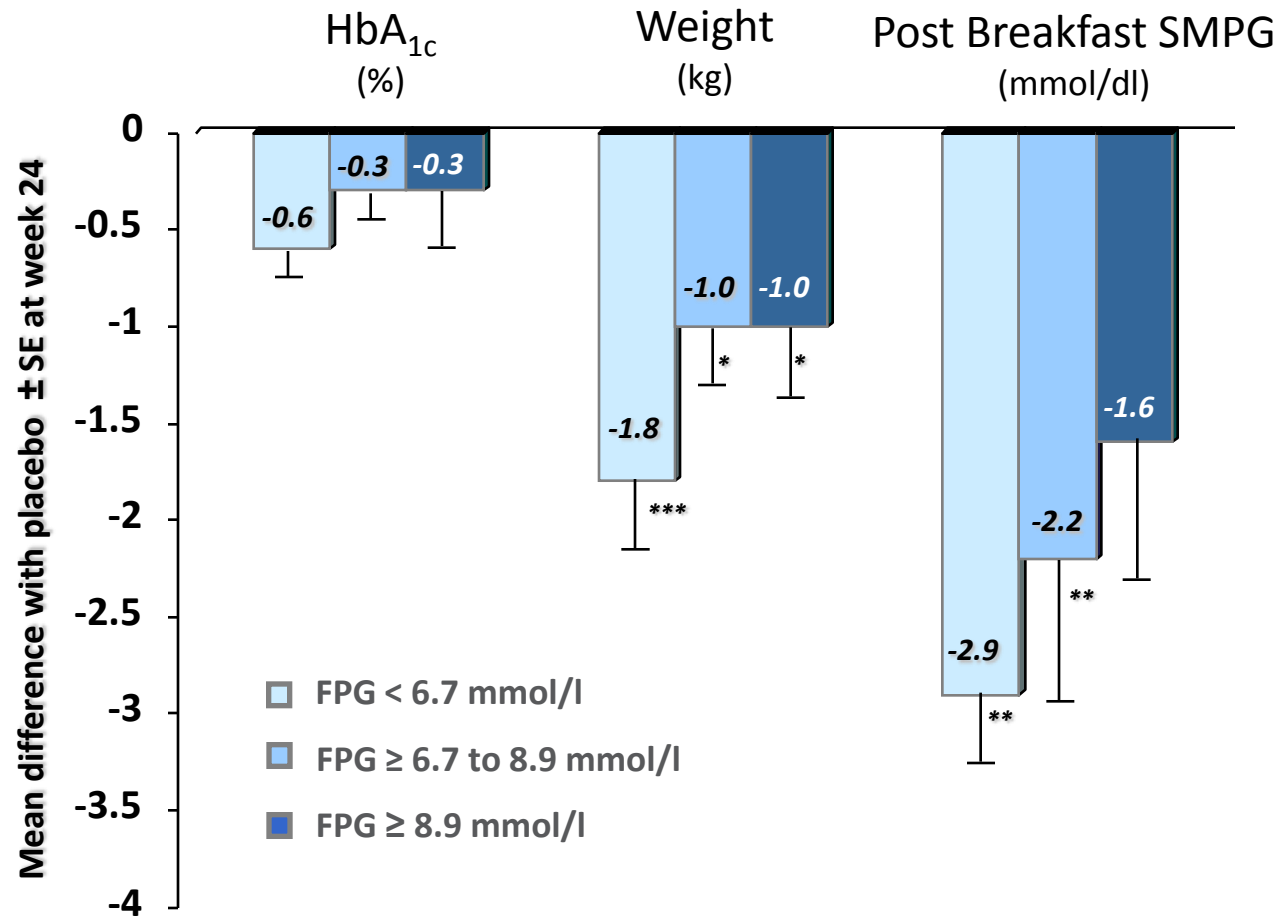 HbA1c
(%)
Weight
(kg)
Post Breakfast SMPG
(mmol/dl)
Mean difference with placebo ± SE at week 24
0
-0.5
-1
-1.5
-2
-2.5
-3
-3.5
-4
-0.6
-0.3
-0.3
-1.8
***
-1.0
*
-1.0
*
-2.9
**
-2.2
**
-1.6
FPG < 6.7 mmol/l
FPG ≥ 6.7 to 8.9 mmol/l
FPG ≥ 8.9 mmol/l